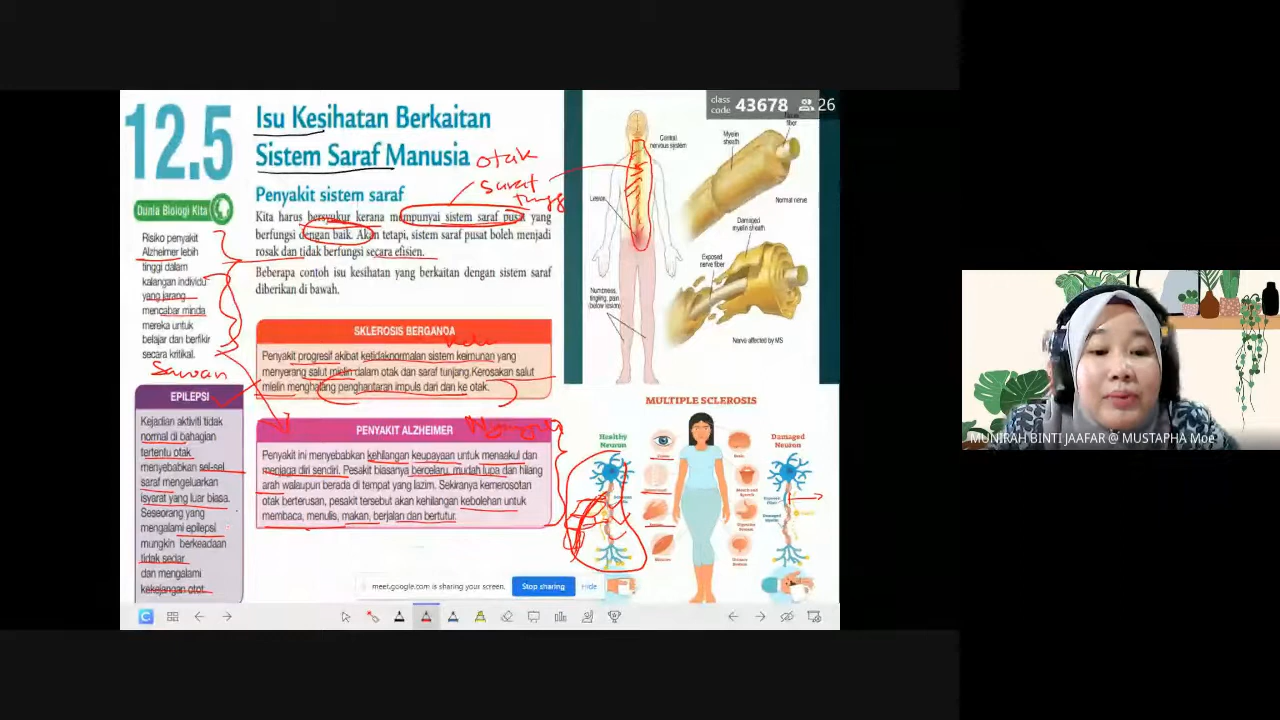 class code 43678 26
12.5
Isu Kesihatan Berkaitan
Sistem Saraf Manusia
otak
saraf
Penyakit sistem saraf
Kita harus bersyukur kerana mempunyai sistem saraf pusat yang
berfungsi dengan baik. Akan tetapi, sistem saraf pusat boleh menjadi
rosak dan tidak berfungsi secara efisien.
Beberapa contoh isu kesihatan yang berkaitan dengan sistem saraf
diberikan di bawah.
Dunia Biologi Kita
Risiko penyakit
Alzheimer lebih
tinggi dalam
kalangan individu
yang jarang
mencabar minda
mereka untuk
belajar dan berfikir
secara kritikal.
Sawan
EPILEPSI
Kejadian aktiviti tidak
normal di bahagian
tertentu otak
menyebabkan sel-sel
saraf mengeluarkan
isyarat yang luar biasa.
Seseorang yang
mengalami epilepsi
mungkin berkeadaan
tidak sedar
dan mengalami
kekejangan otot.
SKLEROSIS BERGANDA
Penyakit progresif akibat ketidaknormalan sistem keimunan yang
menyerang salut mielin dalam otak dan saraf tunjang. Kerosakan salut
mielin menghalang penghantaran impuls dari dan ke otak.
PENYAKIT ALZHEIMER
Penyakit ini menyebabkan kehilangan keupayaan untuk menaakul dan
menjaga diri sendiri. Pesakit biasanya bercelaru, mudah lupa dan hilang
arah walaupun berada di tempat yang lazim. Sekiranya kemerosotan
otak berterusan, pesakit tersebut akan kehilangan kebolehan untuk
membaca, menulis, makan, berjalan dan bertutur.
Central
nervous system
Lesion
Numbness,
tingling, pain
(below lesion)
Myelin
sheath
fiber
Normal nerve
Damaged
myelin sheath
Exposed
nerve fiber
Nerve affected by MS
MULTIPLE SCLEROSIS
Healthy
Neuron
Damaged
Neuron
meet.google.com is sharing your screen.
Stop sharing
Hide
MUNIRAH BINTI JAAFAR @ MUSTAPHA Moe